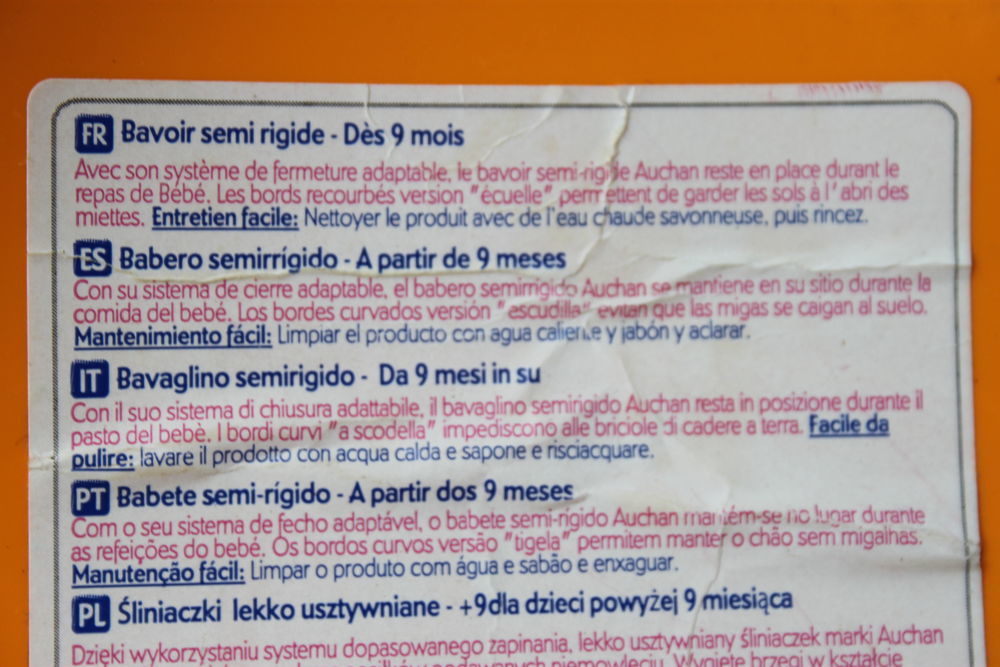 FR Bavoir semi rigide - Dès 9 mois
Avec son système de fermeture adaptable, le bavoir semi-rigide Auchan reste en place durant le
repas de Bébé. Les bords recourbés version "écuelle" permettent de garder les sols à l'abri des
miettes. Entretien facile: Nettoyer le produit avec de l'eau chaude savonneuse, puis rincez.
ES Babero semirrígido - A partir de 9 meses
Con su sistema de cierre adaptable, el babero semirrígido Auchan se mantiene en su sitio durante la
comida del bebé. Los bordes curvados versión "escudilla" evitan que las migas se caigan al suelo.
Mantenimiento fácil: Limpiar el producto con agua caliente y jabón y aclarar.
IT Bavaglino semirigido - Da 9 mesi in su
Con il suo sistema di chiusura adattabile, il bavaglino semirigido Auchan resta in posizione durante il
pasto del bebè. I bordi curvi "a scodella" impediscono alle briciole di cadere a terra. Facile da
pulire: lavare il prodotto con acqua calda e sapone e risciacquare.
PT Babete semi-rígido - A partir dos 9 meses
Com o seu sistema de fecho adaptável, o babete semi-rígido Auchan mantém-se no lugar durante
as refeições do bebé. Os bordos curvos versão "tigela" permitem manter o chão sem migalhas.
Manutenção fácil: Limpar o produto com água e sabão e enxaguar.
PL Śliniaczki lekko usztywniane - +9dla dzieci powyżej 9 miesiąca
Dzięki wykorzystaniu systemu dopasowanego zapinania, lekko usztywniany śliniaczek marki Auchan
podawanych niemowlęciu. Wygięte brzegi w kształcie